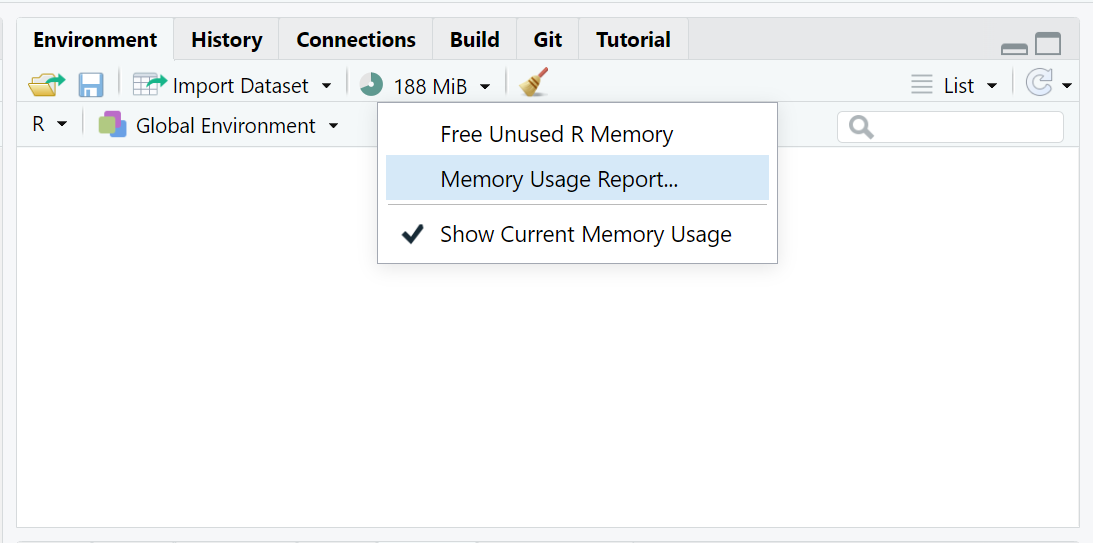 Environment History Connections Build Git Tutorial
Import Dataset 188 MiB List
R Global Environment
Free Unused R Memory
Memory Usage Report...
Show Current Memory Usage